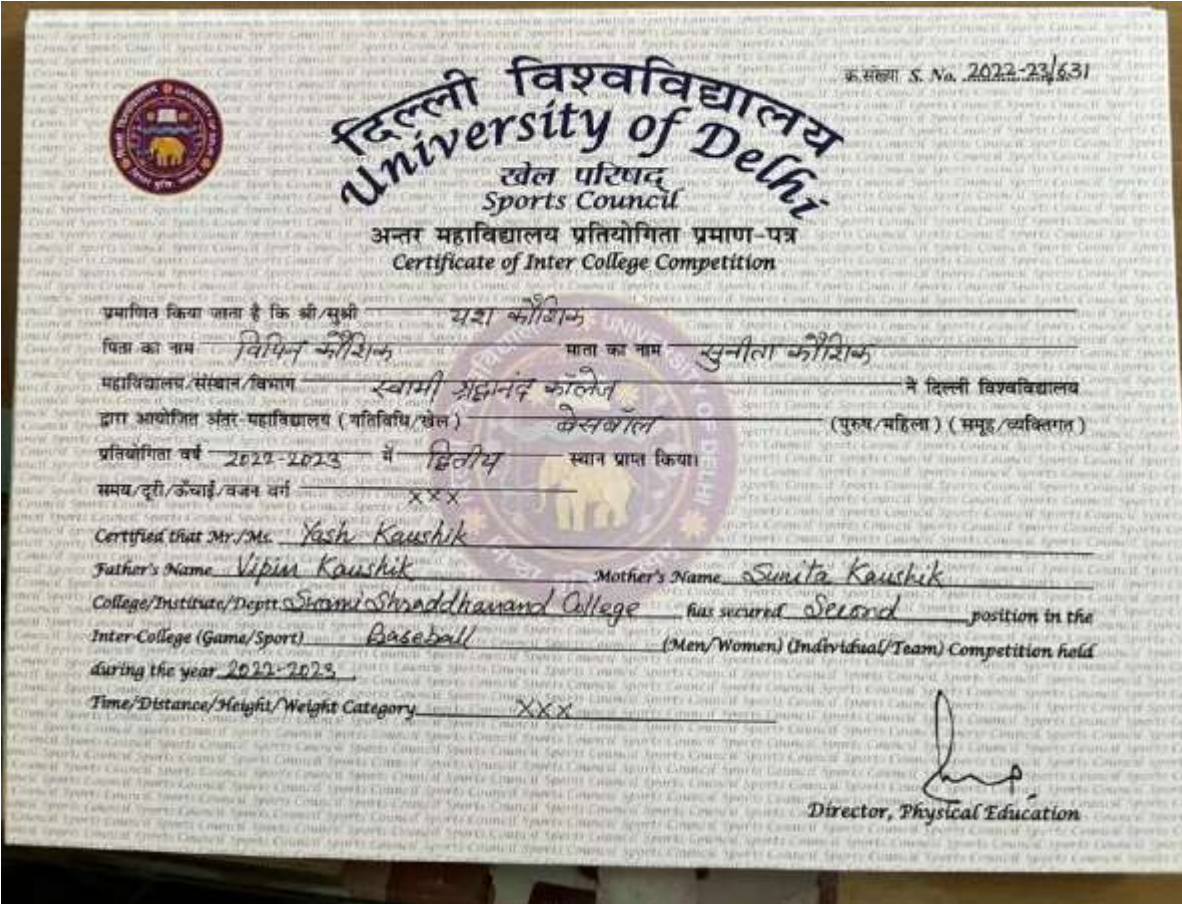 क्र.संख्या S. No. 2022-23/631
दिल्ली विश्वविद्यालय
University of Delhi
खेल परिषद्
Sports Council
अन्तर महाविद्यालय प्रतियोगिता प्रमाण-पत्र
Certificate of Inter College Competition
प्रमाणित किया जाता है कि श्री/सुश्री यश कौशिक
पिता का नाम विपिन कौशिक माता का नाम सुनीता कौशिक
महाविद्यालय/संस्थान/विभाग स्वामी श्रद्धानंद कॉलेज ने दिल्ली विश्वविद्यालय
द्वारा आयोजित अंतर-महाविद्यालय (गतिविधि/खेल) बेसबॉल (पुरुष/महिला) (समूह/व्यक्तिगत)
प्रतियोगिता वर्ष 2022-2023 में द्वितीय स्थान प्राप्त किया।
समय/दूरी/ऊँचाई/वजन वर्ग xxx
Certified that Mr./Ms. Yash Kaushik
Father's Name Vipin Kaushik Mother's Name Sunita Kaushik
College/Institute/Deptt. Swami Shraddhanand College has secured Second position in the
Inter-College (Game/Sport) Baseball (Men/Women) (Individual/Team) Competition held
during the year 2022-2023.
Time/Distance/Height/Weight Category XXX
Director, Physical Education